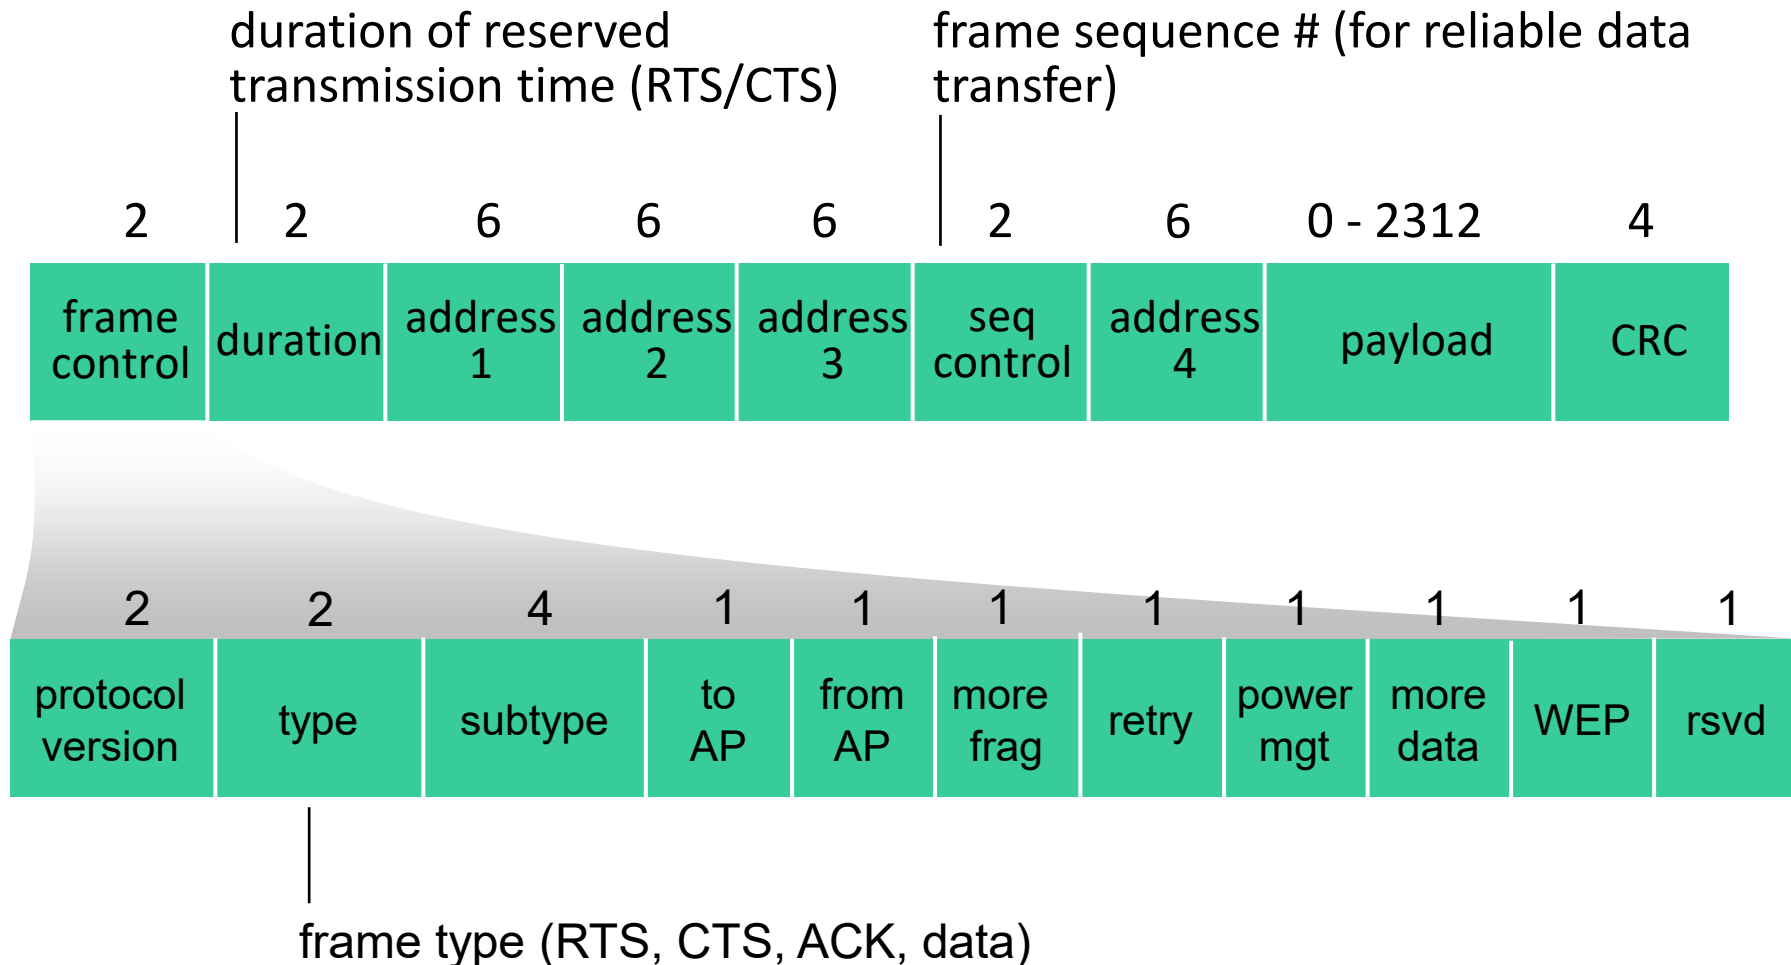 duration of reserved
transmission time (RTS/CTS)
frame sequence # (for reliable data
transfer)
2 2 6 6 6 2 6 0 - 2312 4
frame
control
duration
address
1
address
2
address
3
seq
control
address
4
payload
CRC
2 2 4 1 1 1 1 1 1 1 1
protocol
version
type
subtype
to
AP
from
AP
more
frag
retry
power
mgt
more
data
WEP
rsvd
frame type (RTS, CTS, ACK, data)